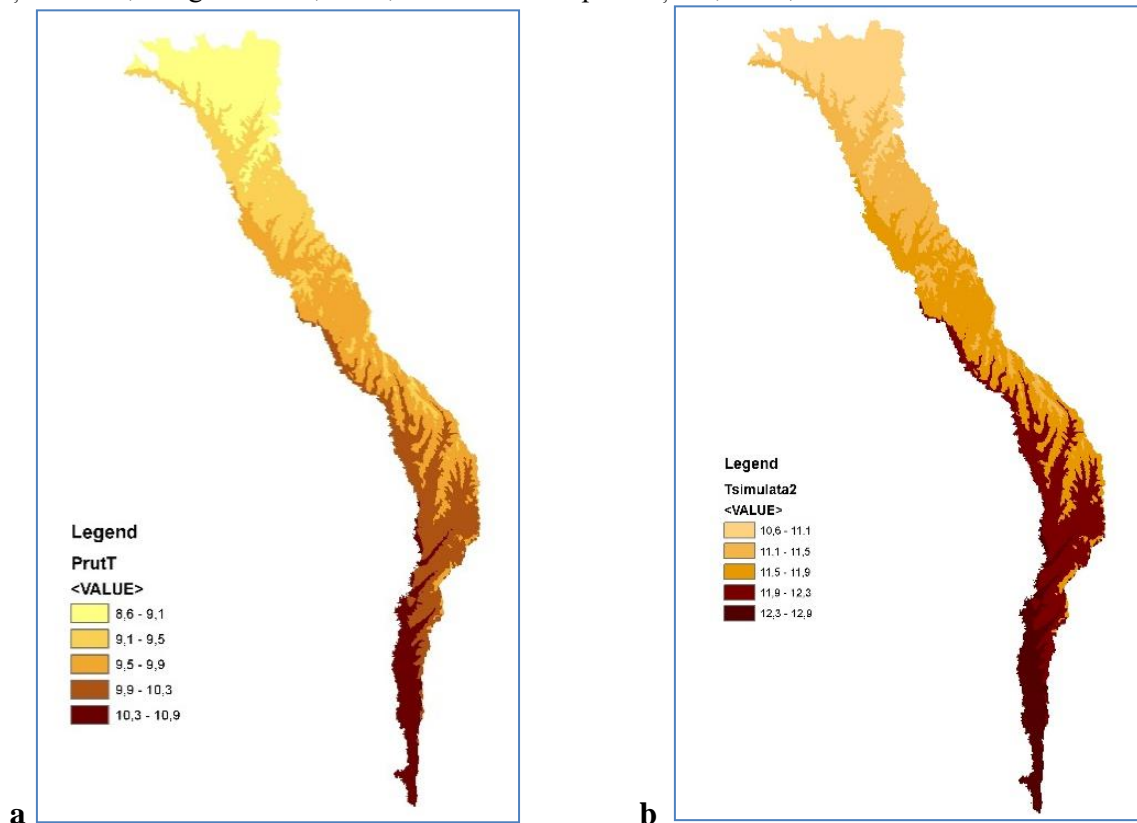 Legend
PrutT
<VALUE>
8,6 - 9,1
9,1 - 9,5
9,5 - 9,9
9,9 - 10,3
10,3 - 10,9
a
Legend
Tsimulata2
<VALUE>
10,6 - 11,1
11,1 - 11,5
11,5 - 11,9
11,9 - 12,3
12,3 - 12,9
b